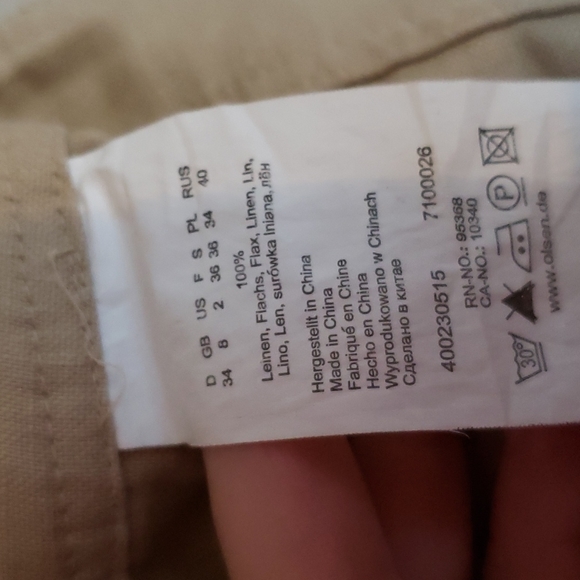 D GB US F S PL RUS
34 8 2 36 36 34 40
100%
Leinen, Flachs, Flax, Linen, Lin,
Lino, Len, surówka lniana,лён
Hergestellt in China
Made in China
Fabriqué en Chine
Hecho en China
Wyprodukowano w Chinach
Сделано в китае
400230515 7100026
RN-NO.: 95368
CA-NO.: 10340
30° P
www.olsen.de